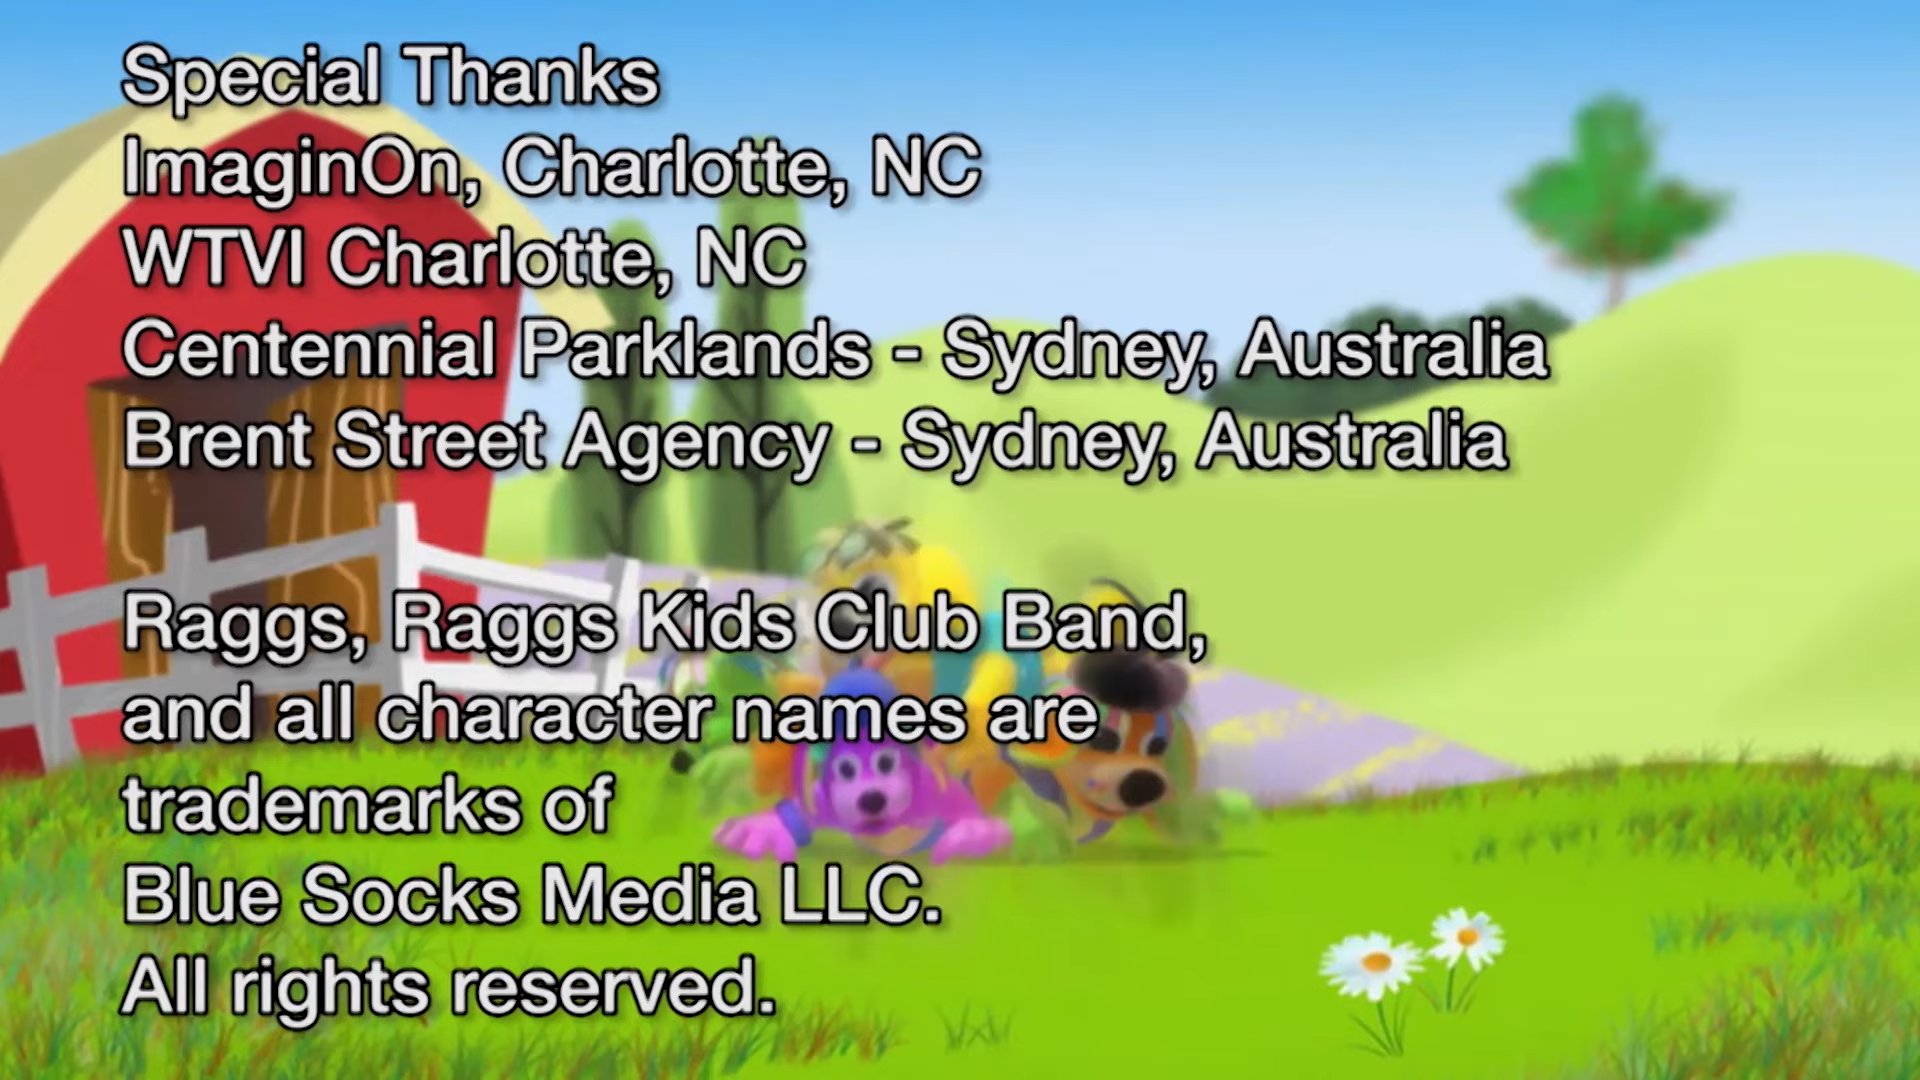 Special Thanks
ImaginOn, Charlotte, NC
WTVI Charlotte, NC
Centennial Parklands - Sydney, Australia
Brent Street Agency - Sydney, Australia
Raggs, Raggs Kids Club Band,
and all character names are
trademarks of
Blue Socks Media LLC.
All rights reserved.